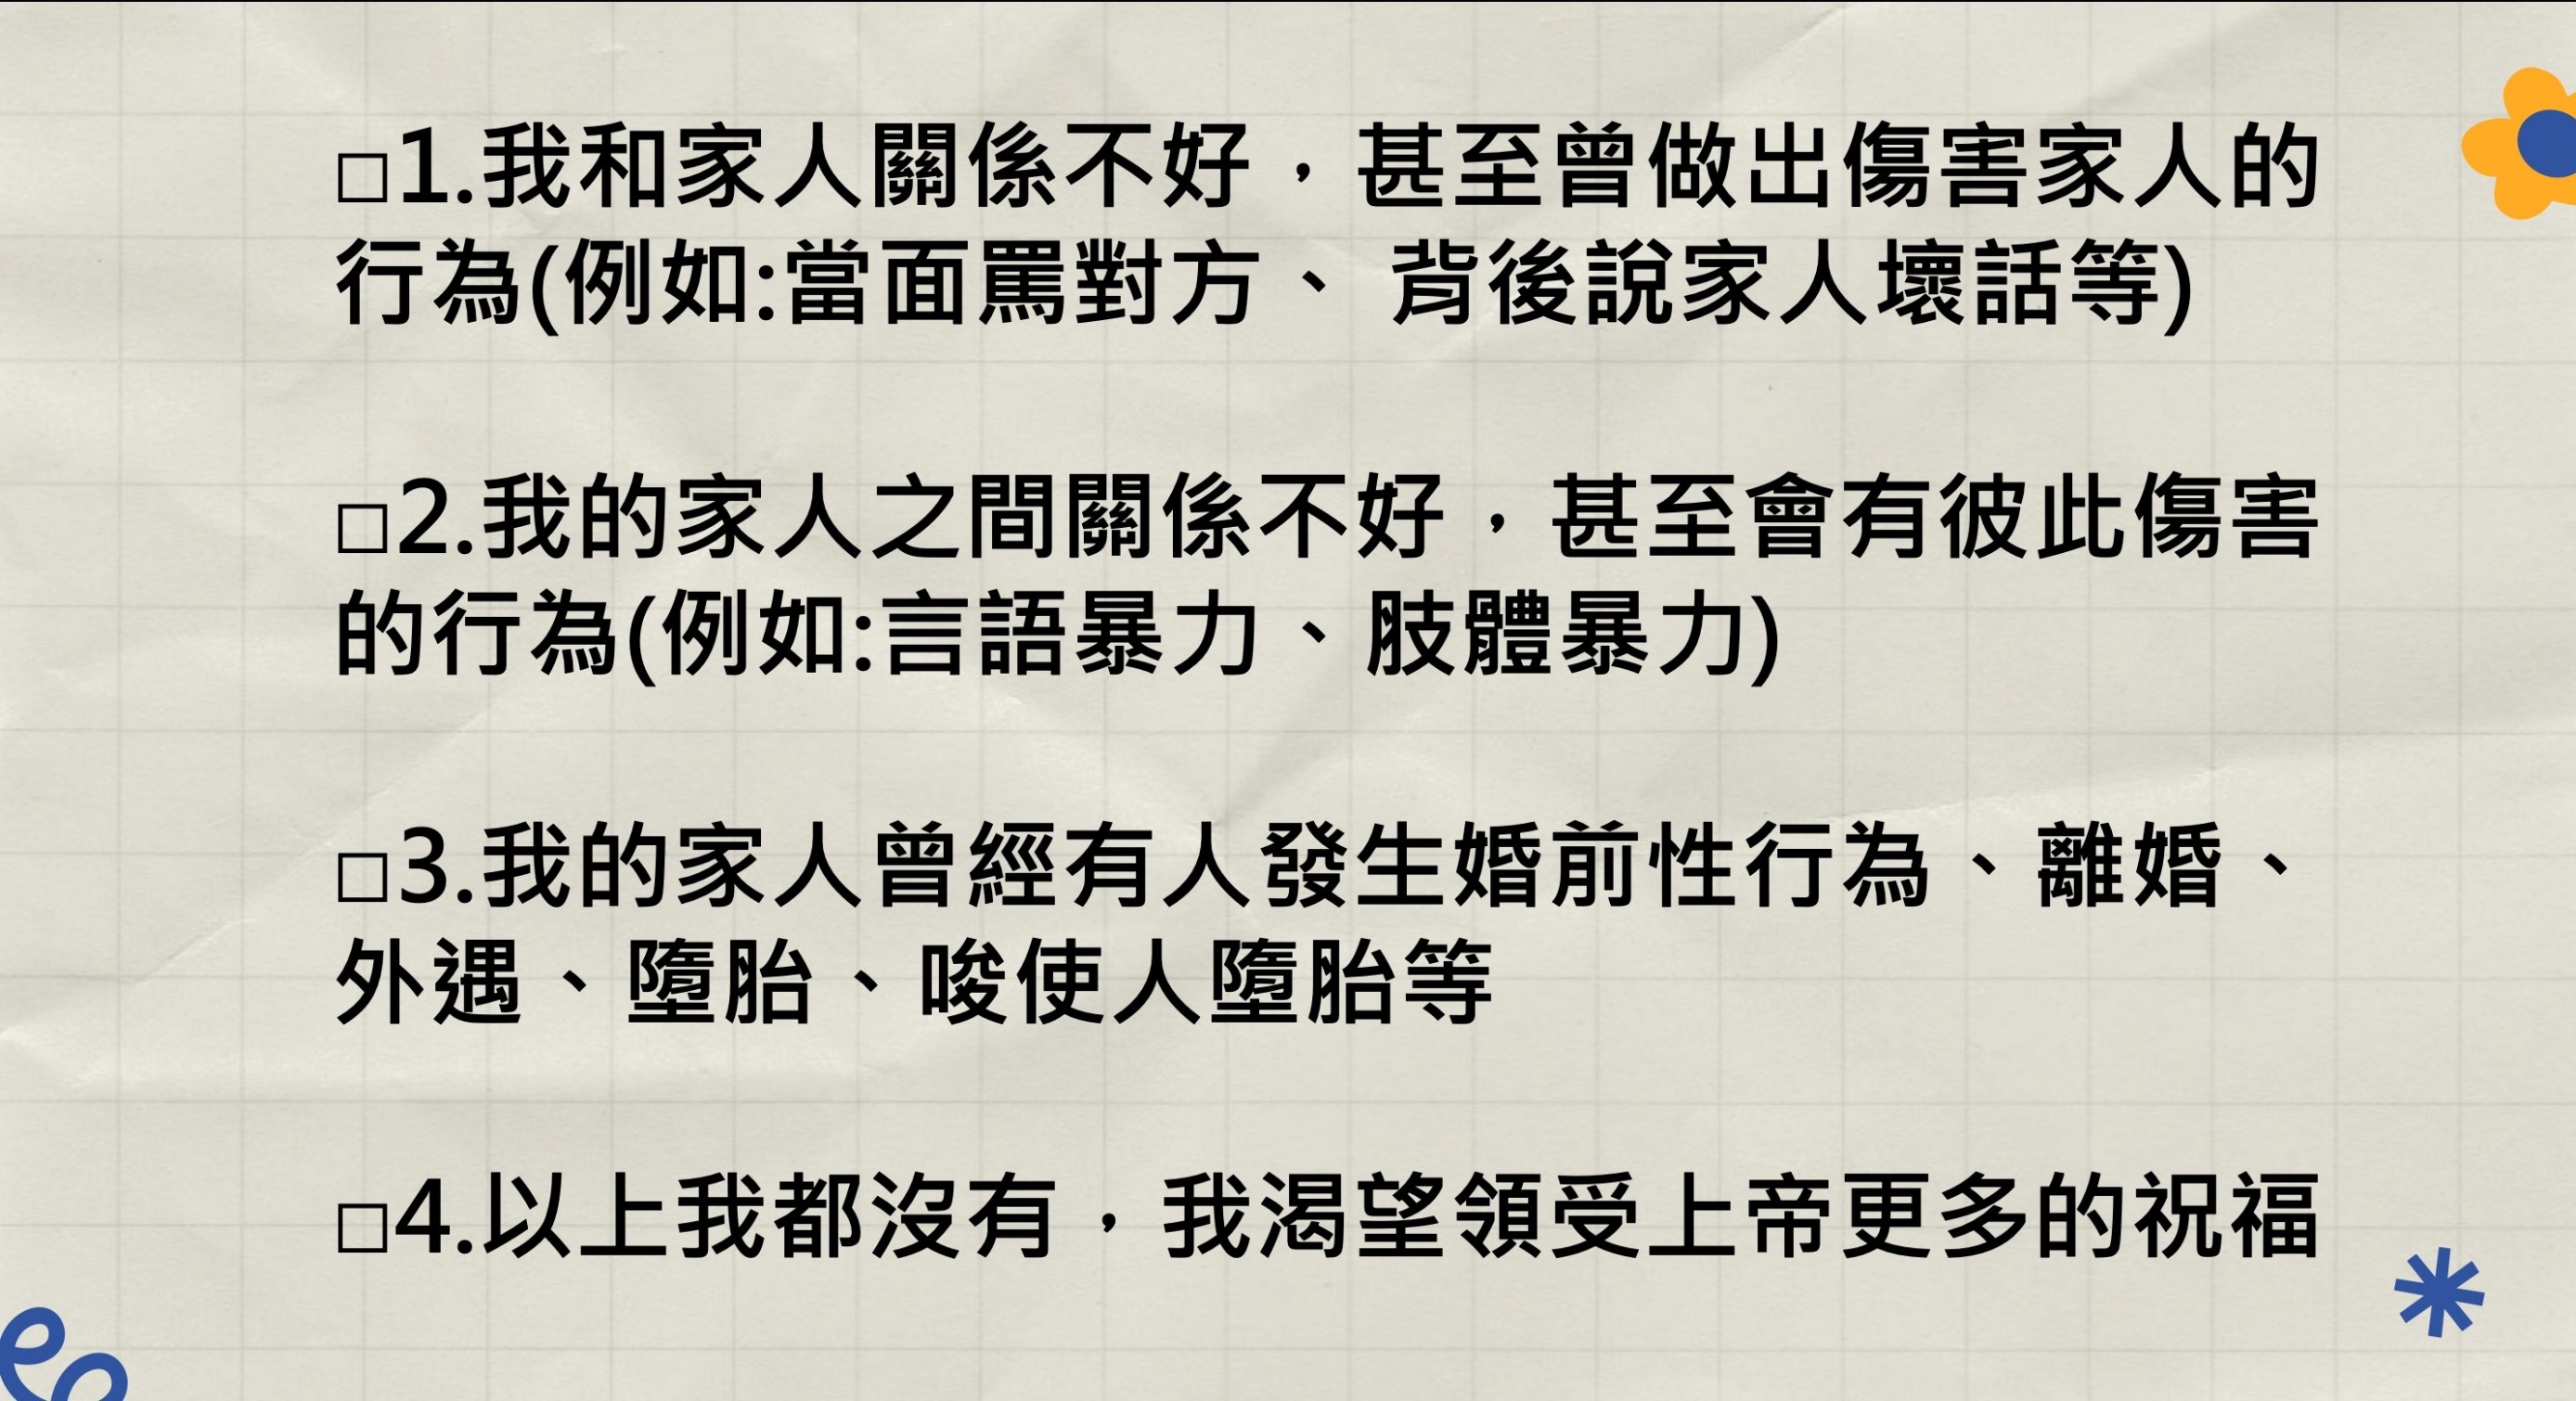 □1.我和家人關係不好，甚至曾做出傷害家人的
行為(例如:當面罵對方、 背後說家人壞話等)
□2.我的家人之間關係不好，甚至會有彼此傷害
的行為(例如:言語暴力、肢體暴力)
□3.我的家人曾經有人發生婚前性行為、離婚、
外遇、墮胎、唆使人墮胎等
□4.以上我都沒有，我渴望領受上帝更多的祝福